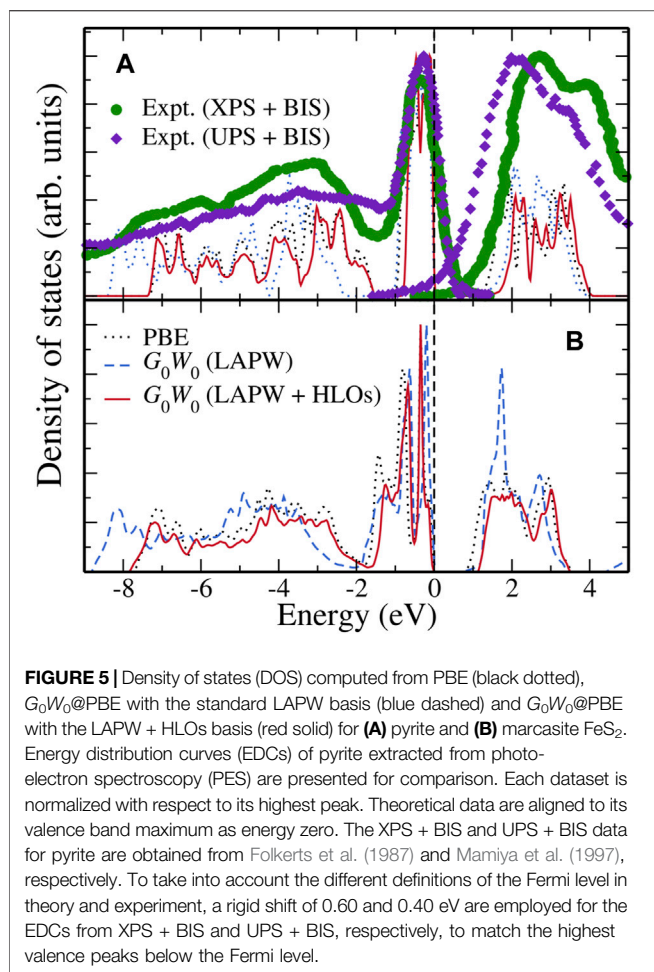 A
Expt. (XPS + BIS)
Expt. (UPS + BIS)
Density of states (arb. units)
PBE
G₀W₀ (LAPW)
G₀W₀ (LAPW + HLOs)
B
-8 -6 -4 -2 0 2 4
Energy (eV)
FIGURE 5 | Density of states (DOS) computed from PBE (black dotted),
G₀W₀@PBE with the standard LAPW basis (blue dashed) and G₀W₀@PBE
with the LAPW + HLOs basis (red solid) for (A) pyrite and (B) marcasite FeS₂.
Energy distribution curves (EDCs) of pyrite extracted from photo-
electron spectroscopy (PES) are presented for comparison. Each dataset is
normalized with respect to its highest peak. Theoretical data are aligned to its
valence band maximum as energy zero. The XPS + BIS and UPS + BIS data
for pyrite are obtained from Folkerts et al. (1987) and Mamiya et al. (1997),
respectively. To take into account the different definitions of the Fermi level in
theory and experiment, a rigid shift of 0.60 and 0.40 eV are employed for the
EDCs from XPS + BIS and UPS + BIS, respectively, to match the highest
valence peaks below the Fermi level.